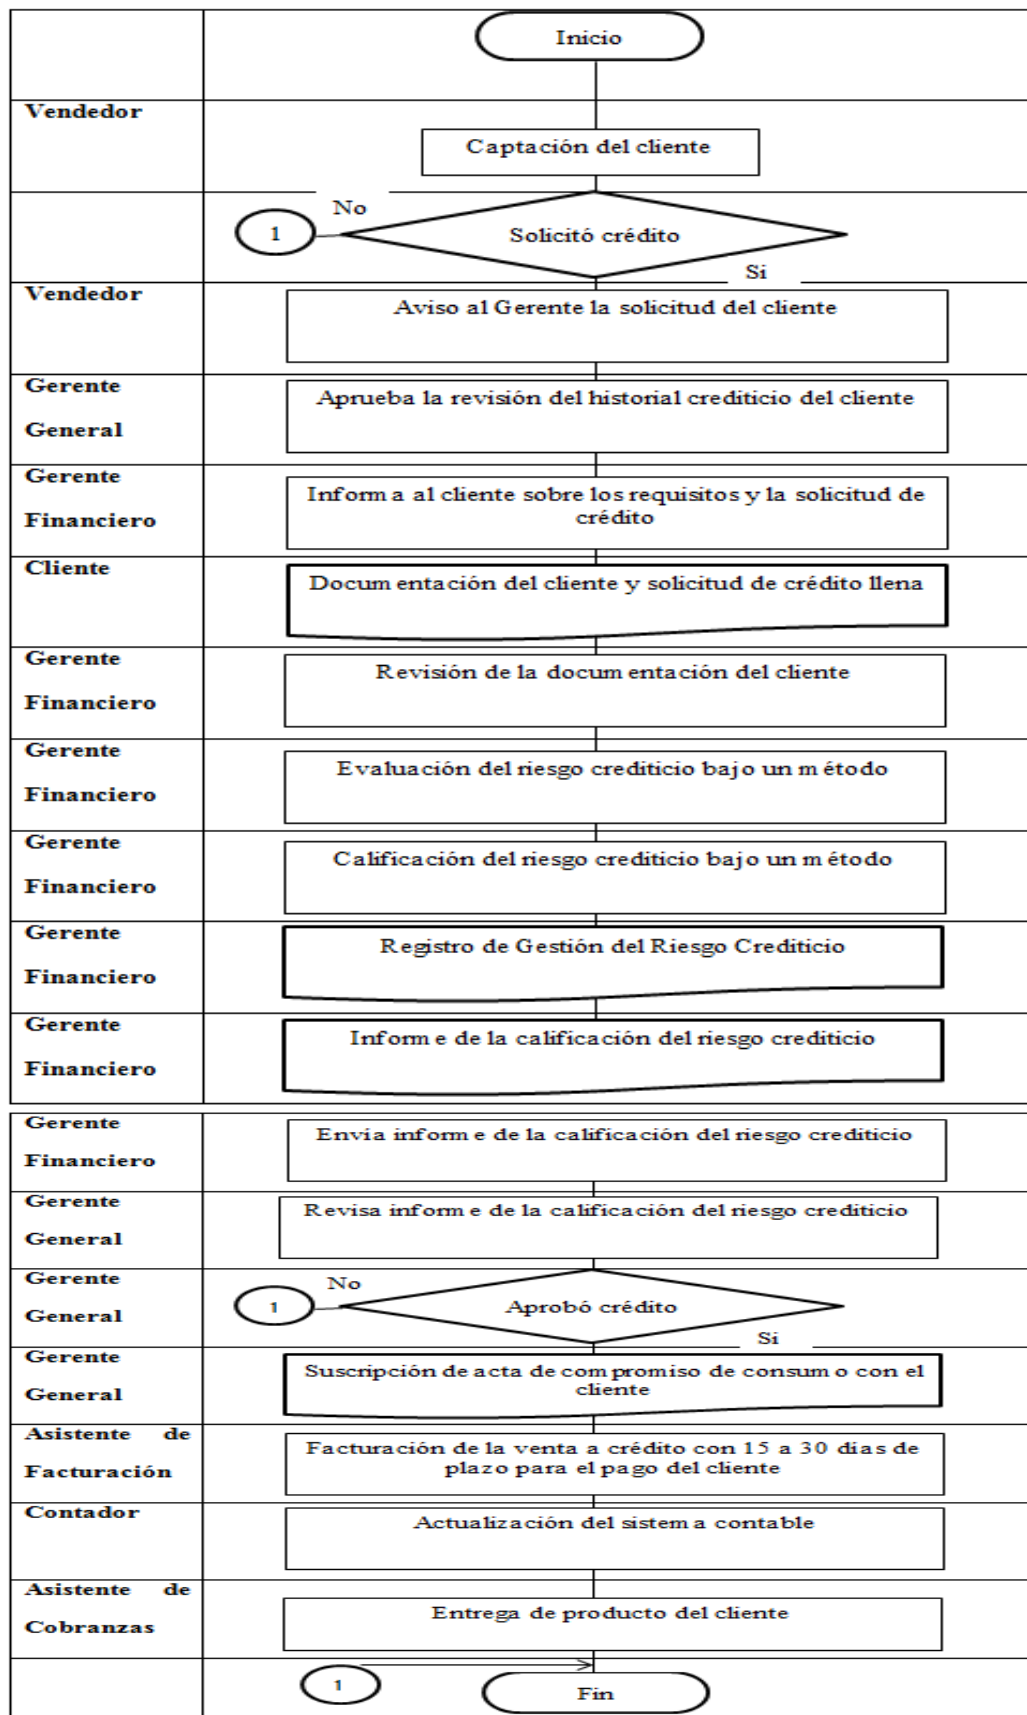 Inicio
Vendedor
Captación del cliente
No
1
Solicitó crédito
Si
Vendedor
Aviso al Gerente la solicitud del cliente
Gerente
General
Aprueba la revisión del historial crediticio del cliente
Gerente
Financiero
Informa al cliente sobre los requisitos y la solicitud de
crédito
Cliente
Documentación del cliente y solicitud de crédito llena
Gerente
Financiero
Revisión de la documentación del cliente
Gerente
Financiero
Evaluación del riesgo crediticio bajo un método
Gerente
Financiero
Calificación del riesgo crediticio bajo un método
Gerente
Financiero
Registro de Gestión del Riesgo Crediticio
Gerente
Financiero
Informe de la calificación del riesgo crediticio
Gerente
Financiero
Envía informe de la calificación del riesgo crediticio
Gerente
General
Revisa informe de la calificación del riesgo crediticio
Gerente
General
No
1
Aprobó crédito
Si
Gerente
General
Suscripción de acta de compromiso de consumo con el
cliente
Asistente de
Facturación
Facturación de la venta a crédito con 15 a 30 días de
plazo para el pago del cliente
Contador
Actualización del sistema contable
Asistente de
Cobranzas
Entrega de producto del cliente
1
Fin